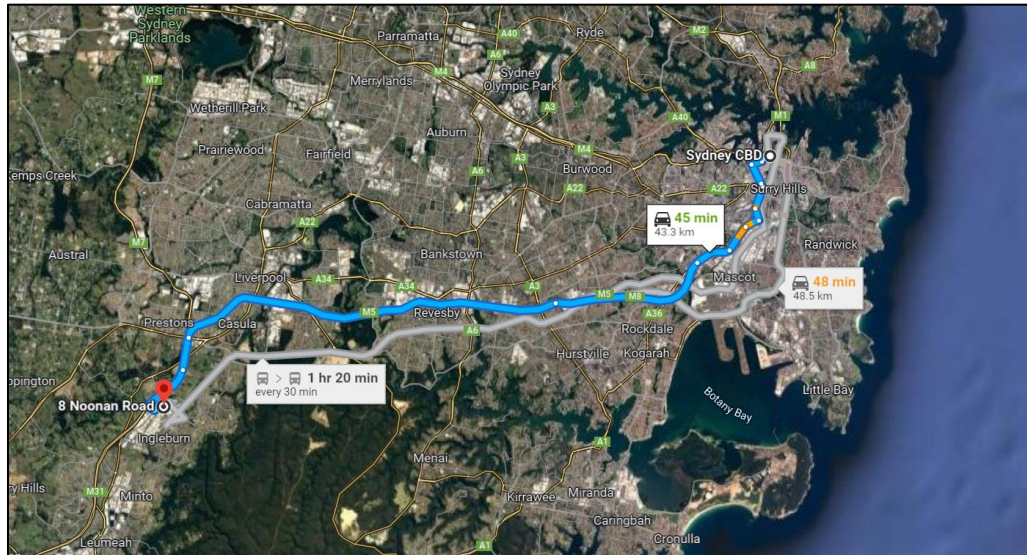 Western
Sydney
Parklands
Parramatta
A40
Ryde
M2
A6
A8
M7
Merrylands
M4
Sydney
Olympic Park
A3
M1
Wetherill Park
A40
Auburn
M4
Prairiewood
Fairfield
A3
Burwood
Sydney CBD
Kemps Creek
A6
A22
A22
Surry Hills
Cabramatta
A22
45 min
43.3 km
M7
Austral
Bankstown
Randwick
Liverpool
A34
A34
A3
Mascot
48 min
48.5 km
M5
M8
Prestons
Casula
M5
Revesby
A6
A36
Rockdale
Hurstville
Kogarah
1 hr 20 min
every 30 min
Little Bay
8 Noonan Road
Botany Bay
Ingleburn
A1
Menai
M31
Minto
Kirrawee
Miranda
Caringbah
Leumeah
A1
Cronulla